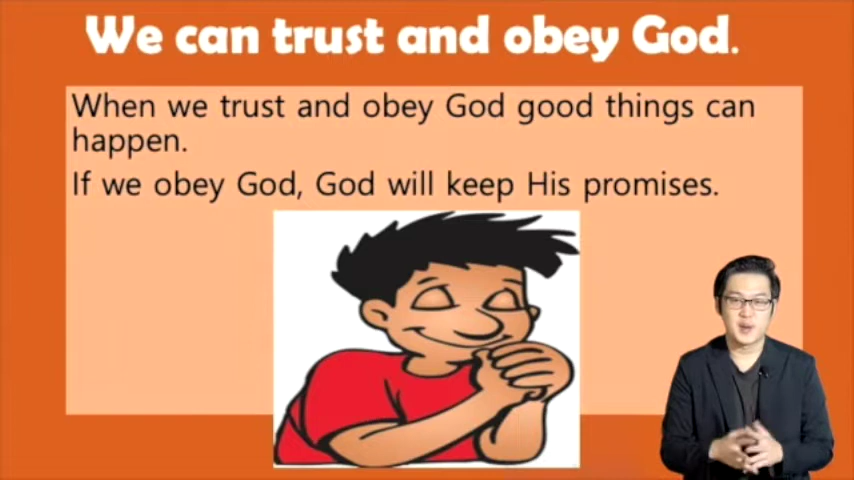 We can trust and obey God.
When we trust and obey God good things can
happen.
If we obey God, God will keep His promises.